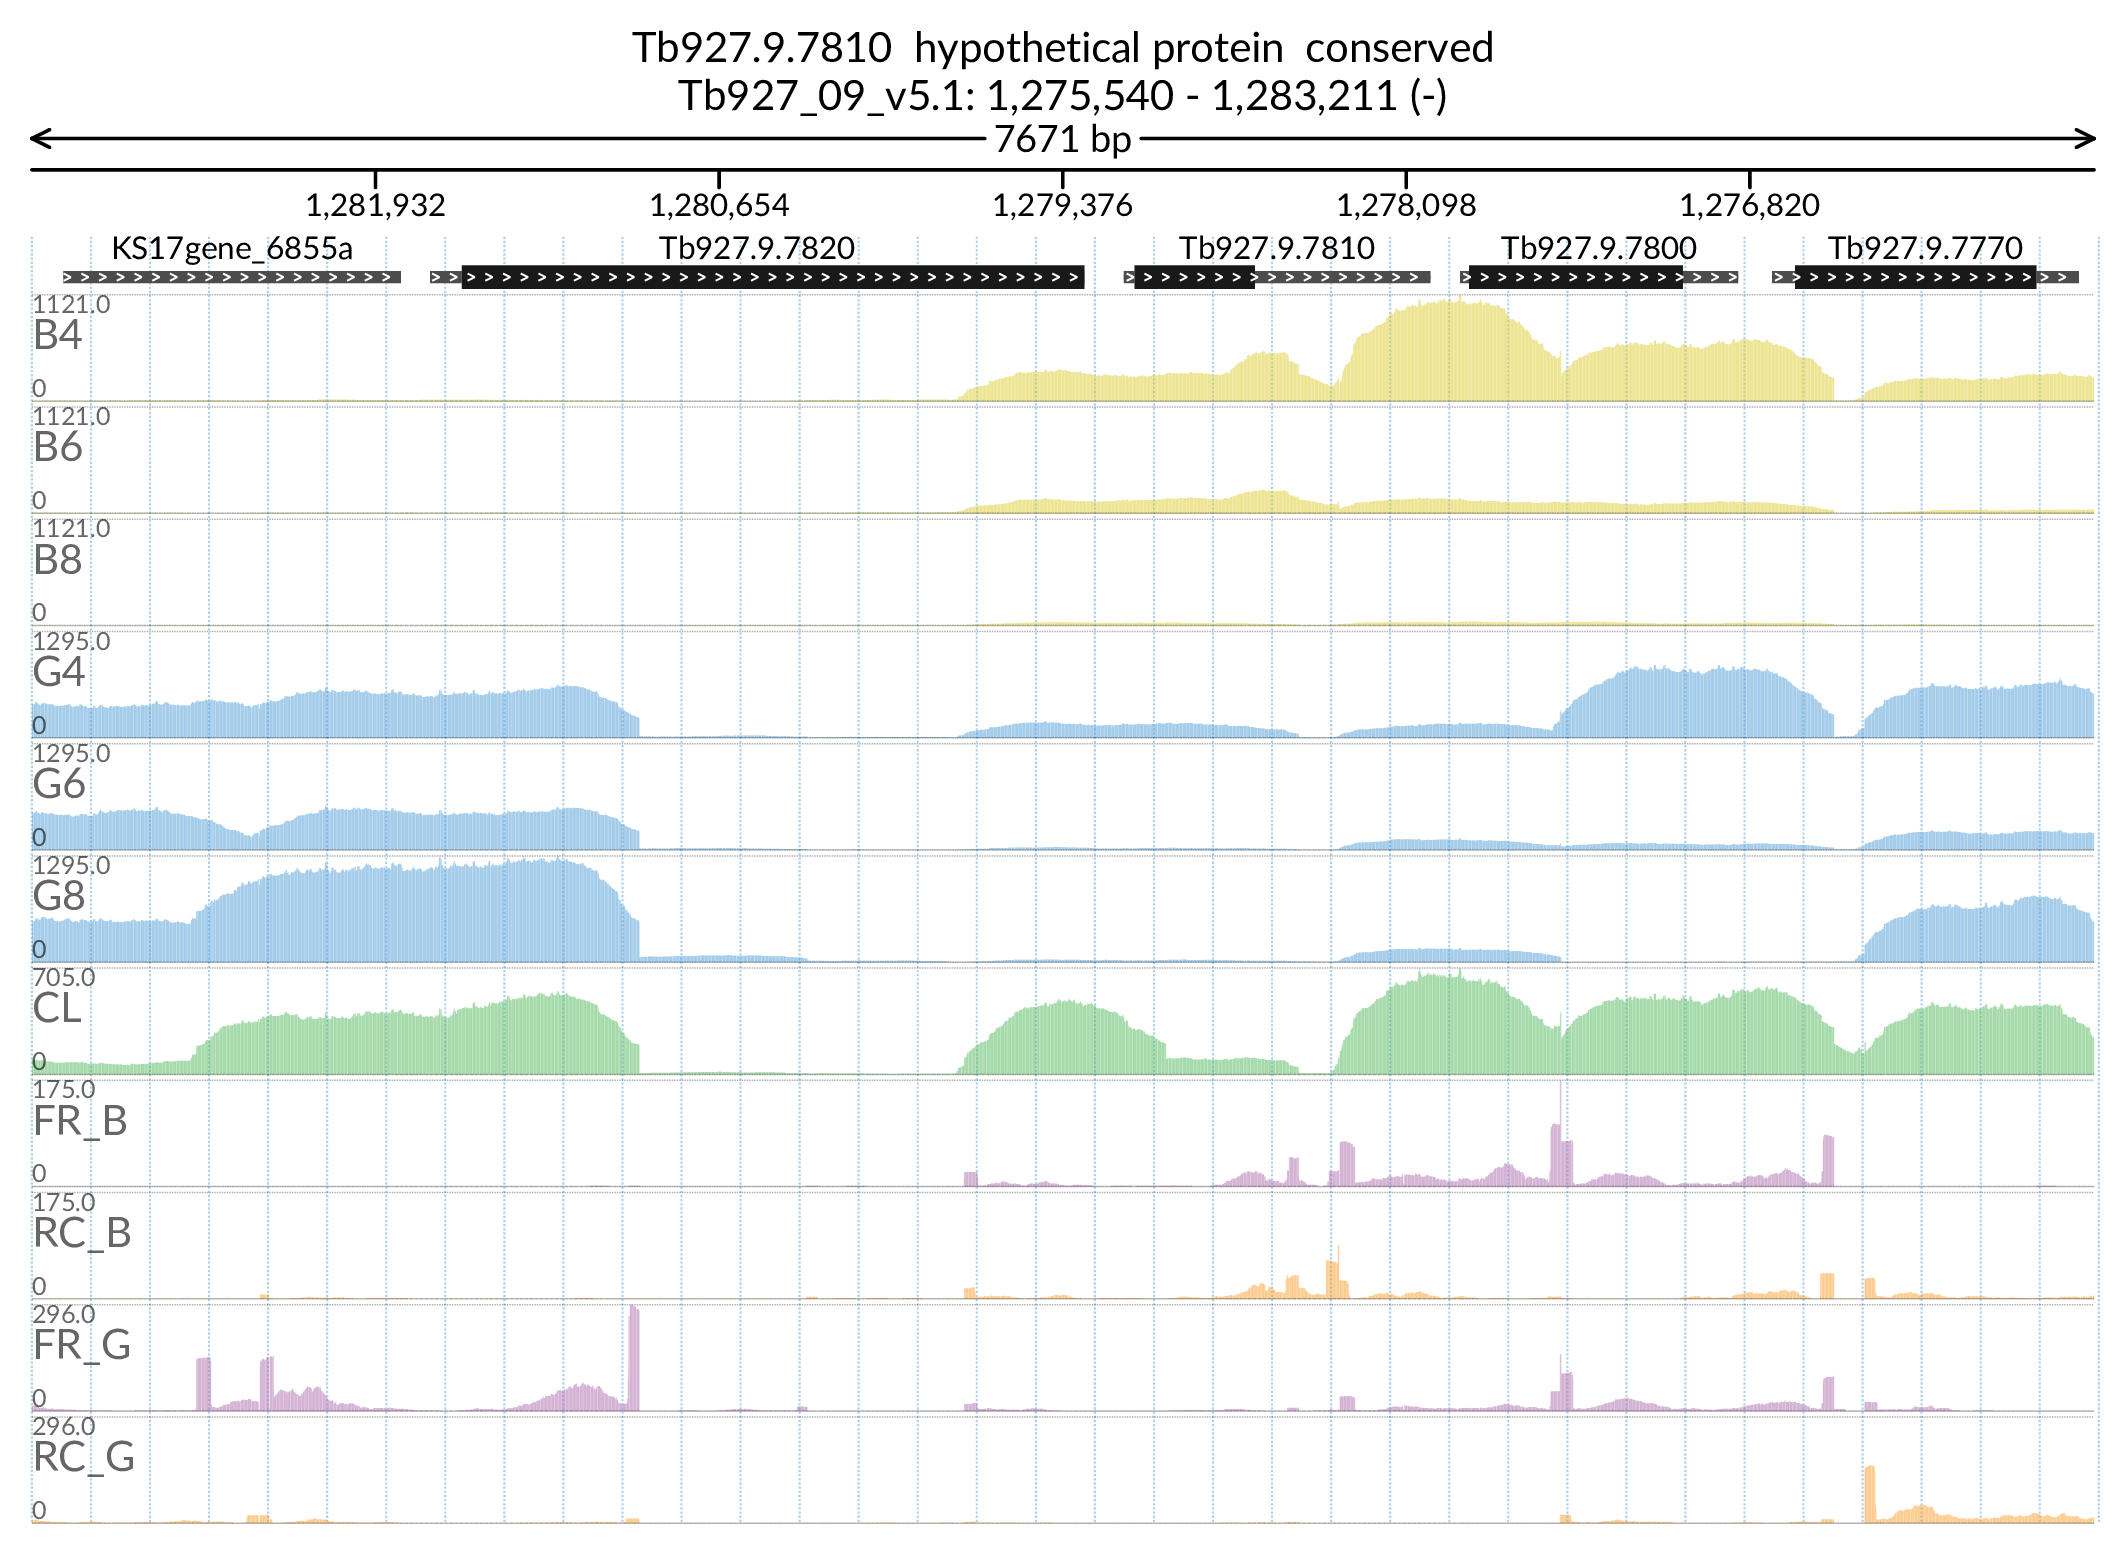 Tb927.9.7810  hypothetical protein  conserved
Tb927_09_v5.1: 1,275,540 - 1,283,211 (-)
7671 bp
1,281,932 1,280,654 1,279,376 1,278,098 1,276,820
KS17gene_6855a Tb927.9.7820 Tb927.9.7810 Tb927.9.7800 Tb927.9.7770
1121.0
B4
0
1121.0
B6
0
1121.0
B8
0
1295.0
G4
0
1295.0
G6
0
1295.0
G8
0
705.0
CL
0
175.0
FR_B
0
175.0
RC_B
0
296.0
FR_G
0
296.0
RC_G
0